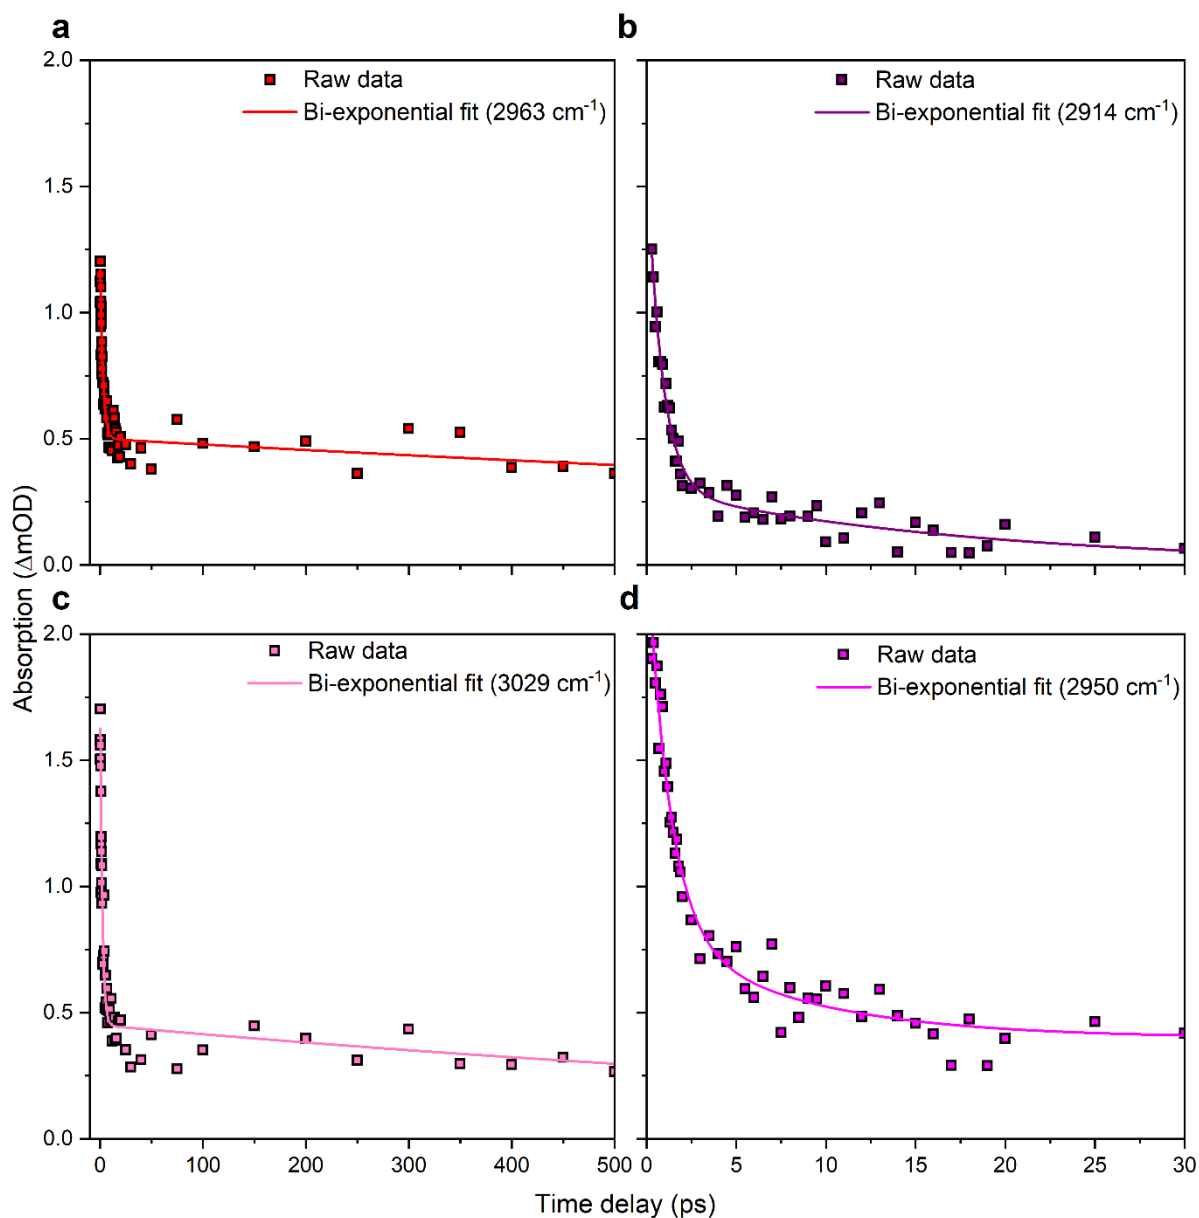 a
b
2.0
Raw data
Bi-exponential fit (2963 cm⁻¹)
Raw data
Bi-exponential fit (2914 cm⁻¹)
1.5
1.0
0.5
0.0
c
d
2.0
Raw data
Bi-exponential fit (3029 cm⁻¹)
Raw data
Bi-exponential fit (2950 cm⁻¹)
1.5
1.0
0.5
0.0
Absorption (ΔmOD)
0 100 200 300 400 500
0 5 10 15 20 25 30
Time delay (ps)